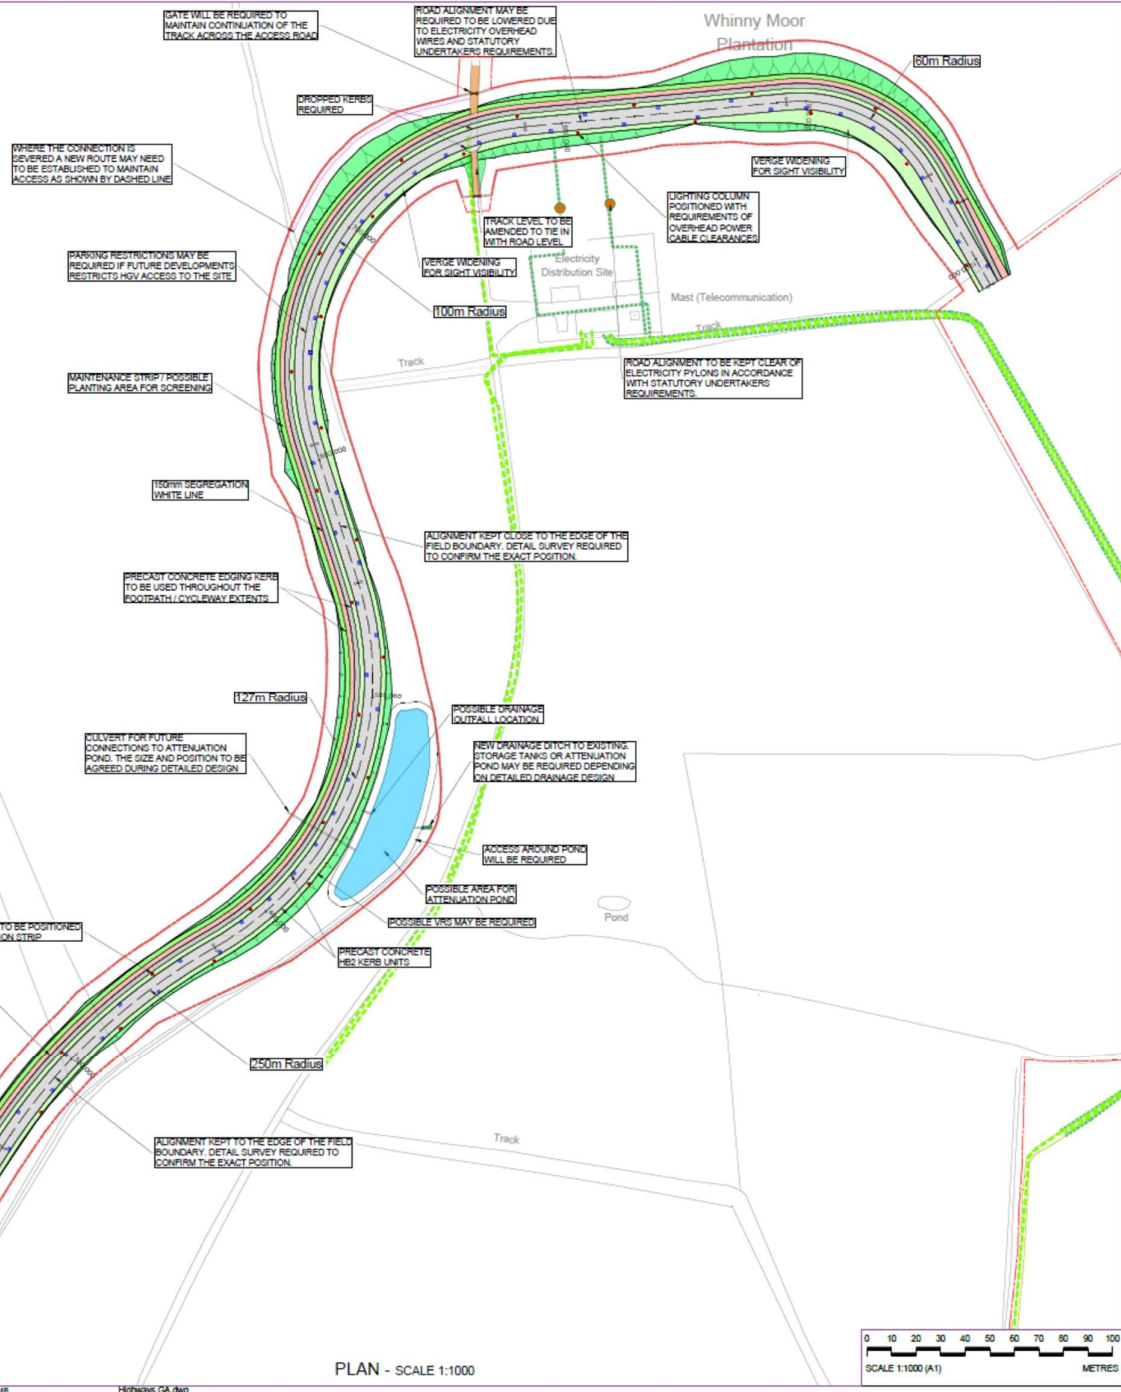 GATE WILL BE REQUIRED TO
MAINTAIN CONTINUATION OF THE
TRACK ACROSS THE ACCESS ROAD
ROAD ALIGNMENT MAY BE
REQUIRED TO BE LOWERED DUE
TO ELECTRICITY OVERHEAD
WIRES AND STATUTORY
UNDERTAKERS REQUIREMENTS.
Whinny Moor
Plantation
60m Radius
DROPPED KERBS
REQUIRED
WHERE THE CONNECTION IS
SEVERED A NEW ROUTE MAY NEED
TO BE ESTABLISHED TO MAINTAIN
ACCESS AS SHOWN BY DASHED LINE
VERGE WIDENING
FOR SIGHT VISIBILITY
LIGHTING COLUMN
POSITIONED WITH
REQUIREMENTS OF
OVERHEAD POWER
CABLE CLEARANCES
TRACK LEVEL TO BE
AMENDED TO TIE IN
WITH ROAD LEVEL
PARKING RESTRICTIONS MAY BE
REQUIRED IF FUTURE DEVELOPMENTS
RESTRICTS HGV ACCESS TO THE SITE
VERGE WIDENING
FOR SIGHT VISIBILITY
Electricity
Distribution Site
Mast (Telecommunication)
100m Radius
Track
Track
ROAD ALIGNMENT TO BE KEPT CLEAR OF
ELECTRICITY PYLONS IN ACCORDANCE
WITH STATUTORY UNDERTAKERS
REQUIREMENTS.
MAINTENANCE STRIP / POSSIBLE
PLANTING AREA FOR SCREENING
150mm SEGREGATION
WHITE LINE
ALIGNMENT KEPT CLOSE TO THE EDGE OF THE
FIELD BOUNDARY. DETAIL SURVEY REQUIRED
TO CONFIRM THE EXACT POSITION.
PRECAST CONCRETE EDGING KERB
TO BE USED THROUGHOUT THE
FOOTPATH / CYCLEWAY EXTENTS
127m Radius
POSSIBLE DRAINAGE
OUTFALL LOCATION
CULVERT FOR FUTURE
CONNECTIONS TO ATTENUATION
POND. THE SIZE AND POSITION TO BE
AGREED DURING DETAILED DESIGN
NEW DRAINAGE DITCH TO EXISTING.
STORAGE TANKS OR ATTENUATION
POND MAY BE REQUIRED DEPENDING
ON DETAILED DRAINAGE DESIGN
ACCESS AROUND POND
WILL BE REQUIRED
POSSIBLE AREA FOR
ATTENUATION POND
Pond
POSSIBLE VRS MAY BE REQUIRED
TO BE POSITIONED
ON STRIP
PRECAST CONCRETE
HB2 KERB UNITS
250m Radius
ALIGNMENT KEPT TO THE EDGE OF THE FIELD
BOUNDARY. DETAIL SURVEY REQUIRED TO
CONFIRM THE EXACT POSITION.
Track
0 10 20 30 40 50 60 70 80 90 100
SCALE 1:1000 (A1) METRES
PLAN - SCALE 1:1000
Highways GA.dwg